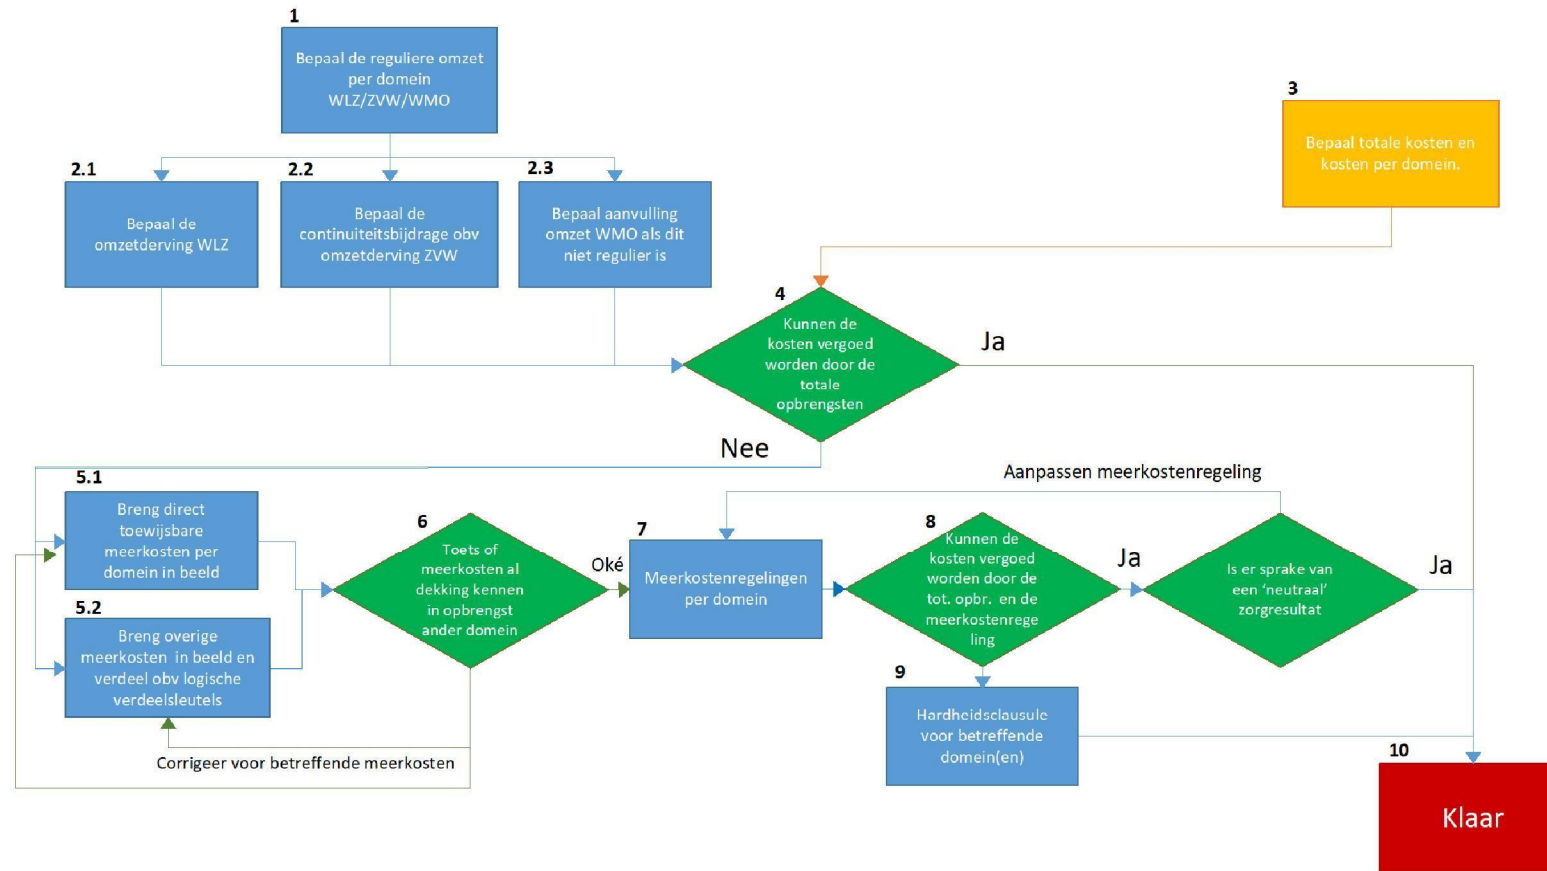 1
Bepaal de reguliere omzet
per domein
WLZ/ZVW/WMO
3
Bepaal totale kosten en
kosten per domein.
2.1
Bepaal de
omzetderving WLZ
2.2
Bepaal de
continuiteitsbijdrage obv
omzetderving ZVW
2.3
Bepaal aanvulling
omzet WMO als dit
niet regulier is
4
Kunnen de
kosten vergoed
worden door de
totale
opbrengsten
Ja
Nee
5.1
Breng direct
toewijsbare
meerkosten per
domein in beeld
5.2
Breng overige
meerkosten in beeld en
verdeel obv logische
verdeelsleutels
6
Toets of
meerkosten al
dekking kennen
in opbrengst
ander domein
Oké
Corrigeer voor betreffende meerkosten
7
Meerkostenregelingen
per domein
Aanpassen meerkostenregeling
8
Kunnen de
kosten vergoed
worden door de
tot. opbr. en de
meerkostenrege
ling
Ja
Is er sprake van
een ‘neutraal’
zorgresultat
Ja
9
Hardheidsclausule
voor betreffende
domein(en)
10
Klaar